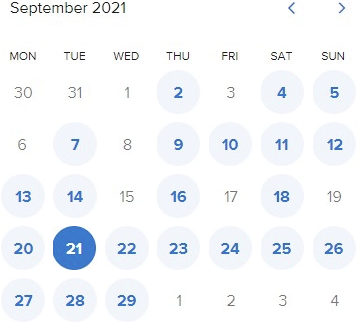 September 2021
MON TUE WED THU FRI SAT SUN
30 31 1 2 3 4 5
6 7 8 9 10 11 12
13 14 15 16 17 18 19
20 21 22 23 24 25 26
27 28 29 1 2 3 4